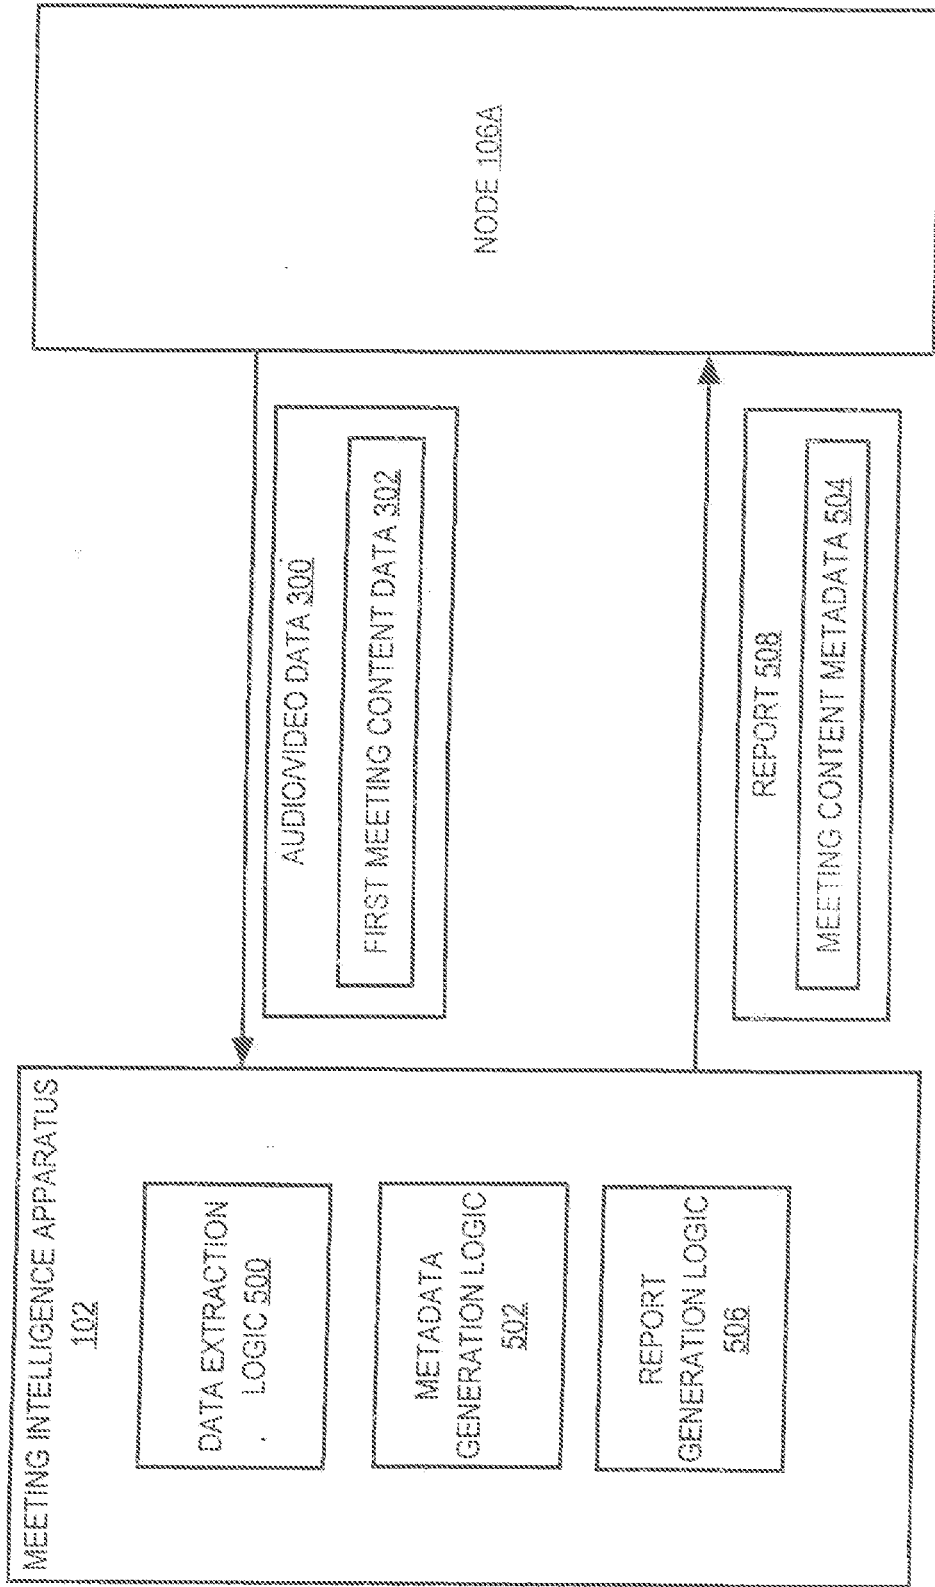 MEETING INTELLIGENCE APPARATUS
102
DATA EXTRACTION
LOGIC 500
METADATA
GENERATION LOGIC
502
REPORT
GENERATION LOGIC
506
AUDIO/VIDEO DATA 300
FIRST MEETING CONTENT DATA 302
REPORT 508
MEETING CONTENT METADATA 504
NODE 106A